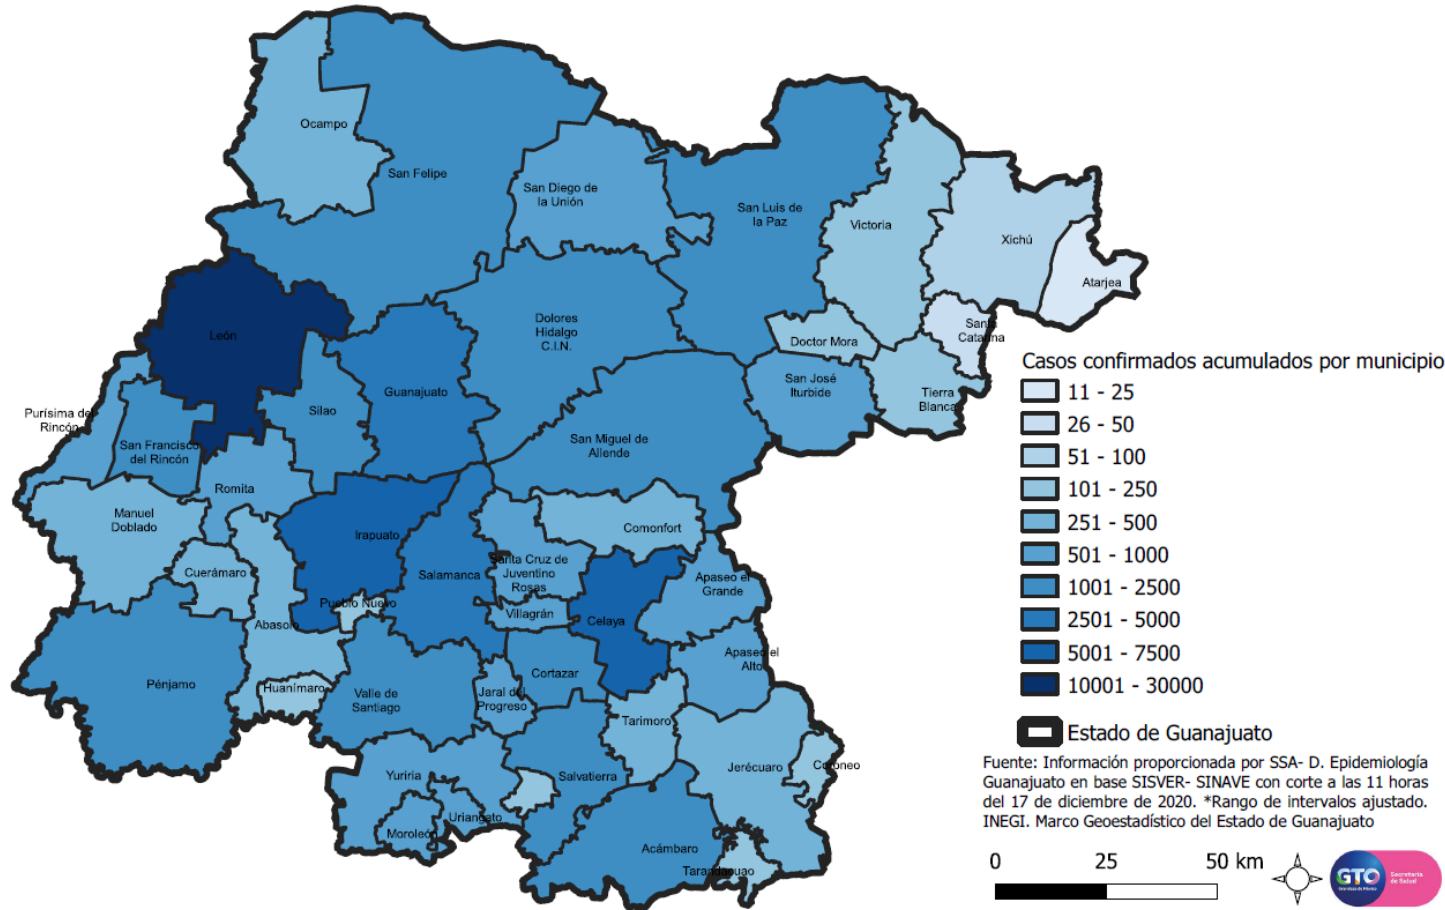 Ocampo
San Felipe
San Diego de
la Unión
San Luis de
la Paz
Victoria
Xichú
Atarjea
León
Dolores
Hidalgo
C.I.N.
Doctor Mora
Santa
Catarina
Guanajuato
Silao
San José
Iturbide
Tierra
Blanca
Purísima del
Rincón
San Francisco
del Rincón
San Miguel de
Allende
Romita
Manuel
Doblado
Irapuato
Comonfort
Cuerámaro
Salamanca
Santa Cruz de
Juventino
Rosas
Apaseo el
Grande
Pueblo Nuevo
Villagrán
Celaya
Abasolo
Apaseo el
Alto
Pénjamo
Huanímaro
Valle de
Santiago
Jaral del
Progreso
Cortazar
Tarimoro
Jerécuaro
Coroneo
Yuriria
Salvatierra
Uriangato
Moroleón
Acámbaro
Tarandacuao
Casos confirmados acumulados por municipio
11 - 25
26 - 50
51 - 100
101 - 250
251 - 500
501 - 1000
1001 - 2500
2501 - 5000
5001 - 7500
10001 - 30000
Estado de Guanajuato
Fuente: Información proporcionada por SSA- D. Epidemiología
Guanajuato en base SISVER- SINAVE con corte a las 11 horas
del 17 de diciembre de 2020. *Rango de intervalos ajustado.
INEGI. Marco Geoestadístico del Estado de Guanajuato
0 25 50 km
GTO
Secretaría
de Salud